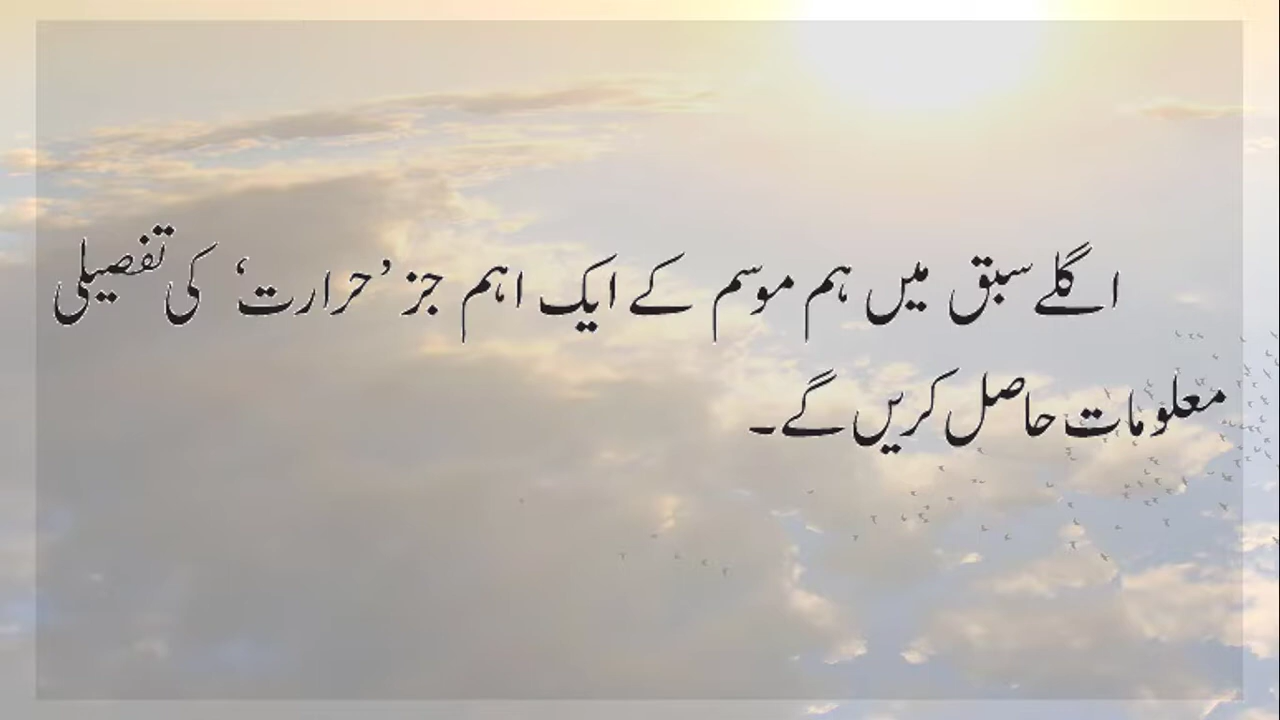 اگلے سبق میں ہم موسم کے ایک اہم جز ’حرارت‘ کی تفصیلی
معلومات حاصل کریں گے۔